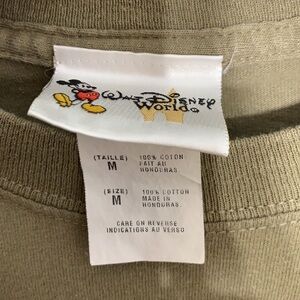 Walt Disney
World®
(TAILLE) 100% COTON
M FAIT AU
HONDURAS
(SIZE) 100% COTTON
M MADE IN
HONDURAS
CARE ON REVERSE
INDICATIONS AU VERSO